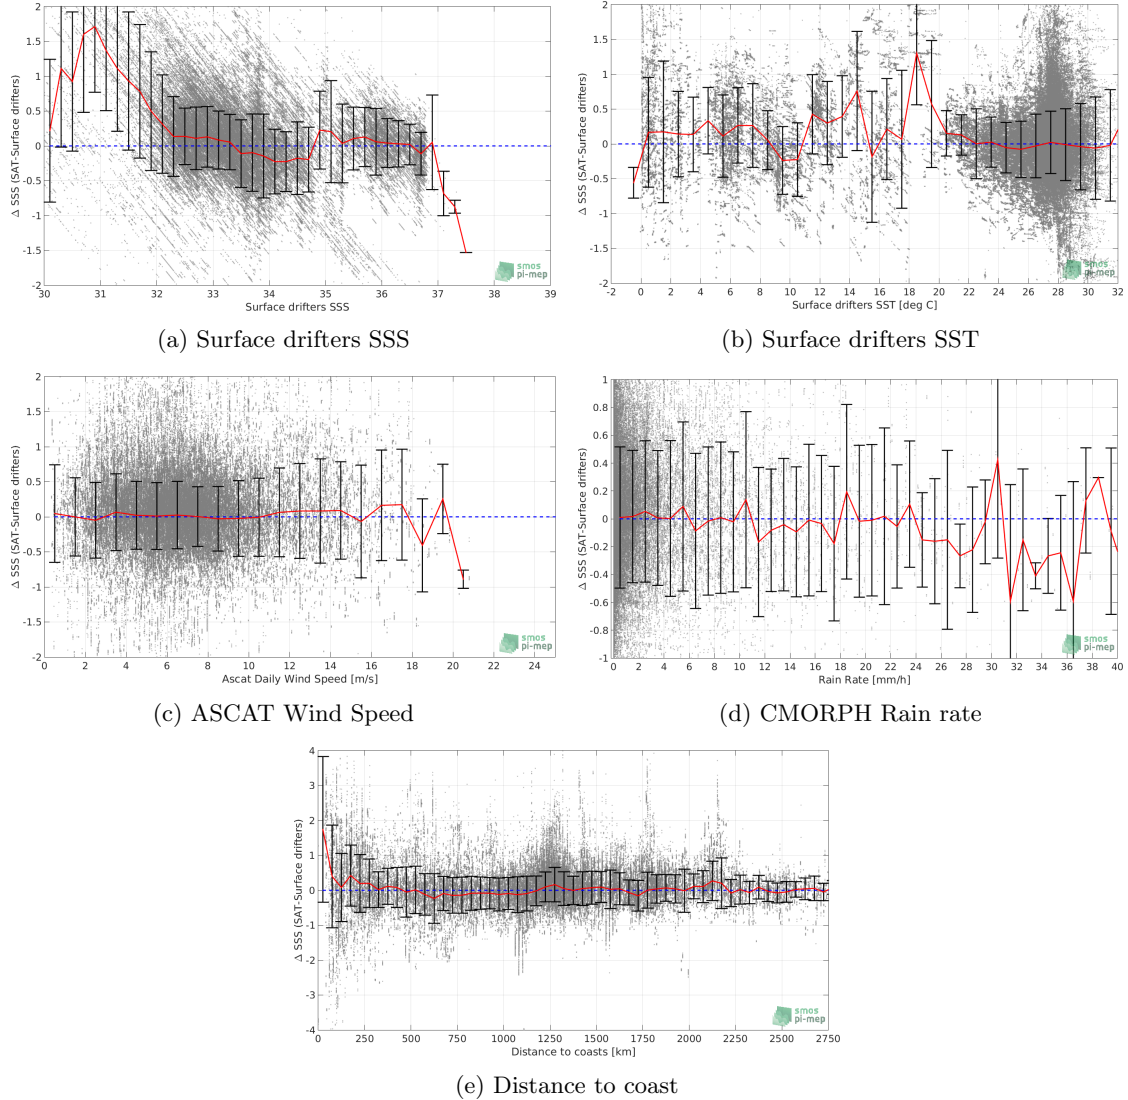 2
1.5
1
0.5
0
-0.5
-1
-1.5
-2
Δ SSS (SAT-Surface drifters)
30 31 32 33 34 35 36 37 38 39
Surface drifters SSS
smos
pi-mep
(a) Surface drifters SSS
2
1.5
1
0.5
0
-0.5
-1
-1.5
-2
Δ SSS (SAT-Surface drifters)
-2 0 2 4 6 8 10 12 14 16 18 20 22 24 26 28 30 32
Surface drifters SST [deg C]
smos
pi-mep
(b) Surface drifters SST
2
1.5
1
0.5
0
-0.5
-1
-1.5
-2
Δ SSS (SAT-Surface drifters)
0 2 4 6 8 10 12 14 16 18 20 22 24
Ascat Daily Wind Speed [m/s]
smos
pi-mep
(c) ASCAT Wind Speed
1
0.8
0.6
0.4
0.2
0
-0.2
-0.4
-0.6
-0.8
-1
Δ SSS (SAT-Surface drifters)
0 2 4 6 8 10 12 14 16 18 20 22 24 26 28 30 32 34 36 38 40
Rain Rate [mm/h]
smos
pi-mep
(d) CMORPH Rain rate
4
3
2
1
0
-1
-2
-3
-4
Δ SSS (SAT-Surface drifters)
0 250 500 750 1000 1250 1500 1750 2000 2250 2500 2750
Distance to coasts [km]
smos
pi-mep
(e) Distance to coast